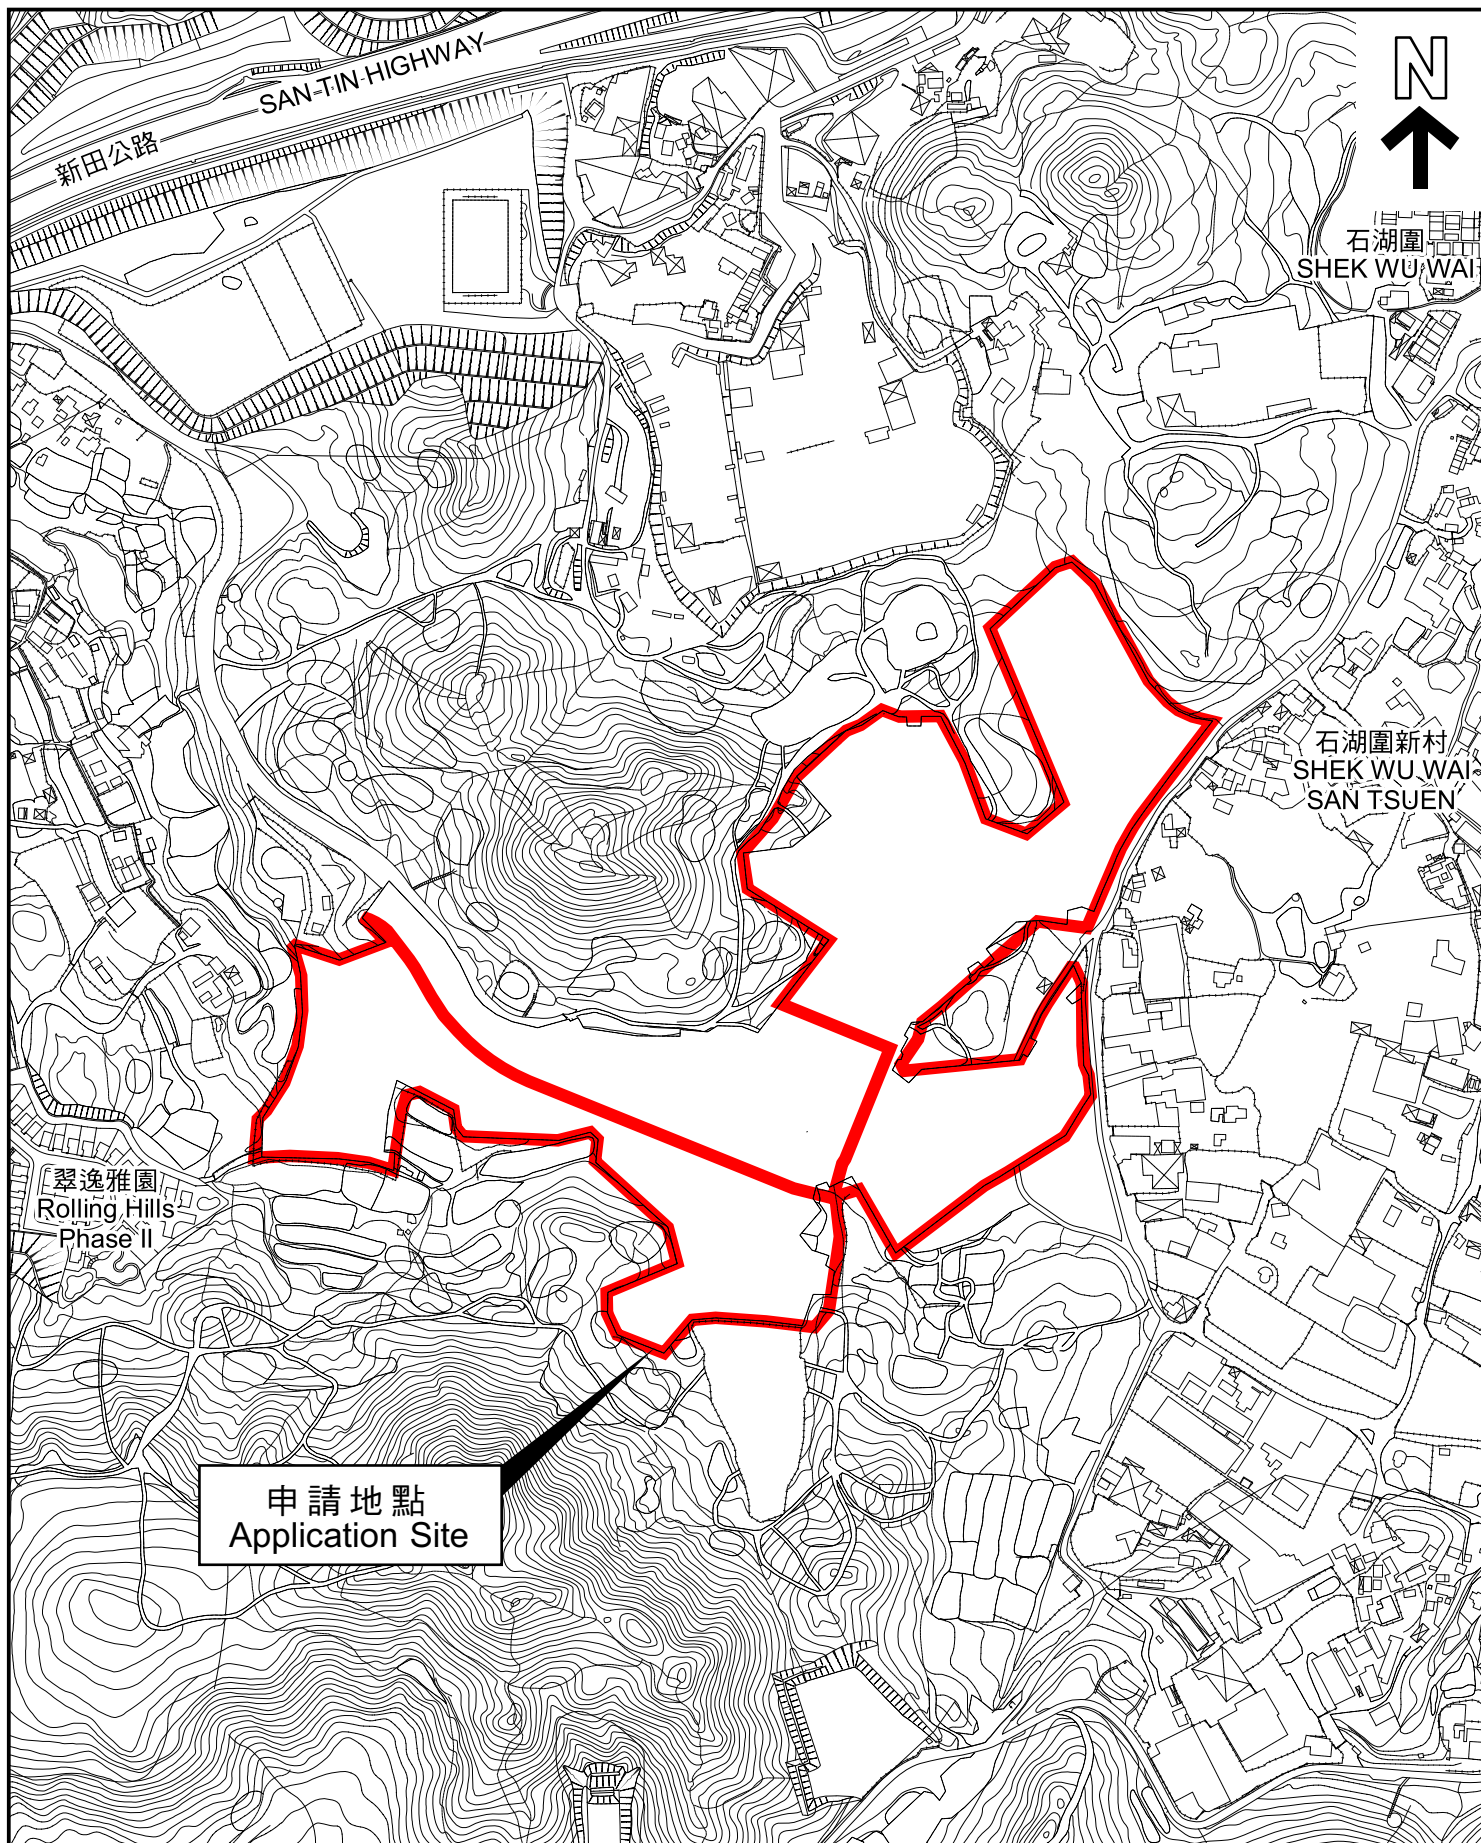 SAN TIN HIGHWAY
新田公路
N
石湖圍
SHEK WU WAI
石湖圍新村
SHEK WU WAI
SAN TSUEN
翠逸雅園
Rolling Hills
Phase II
申請地點
Application Site